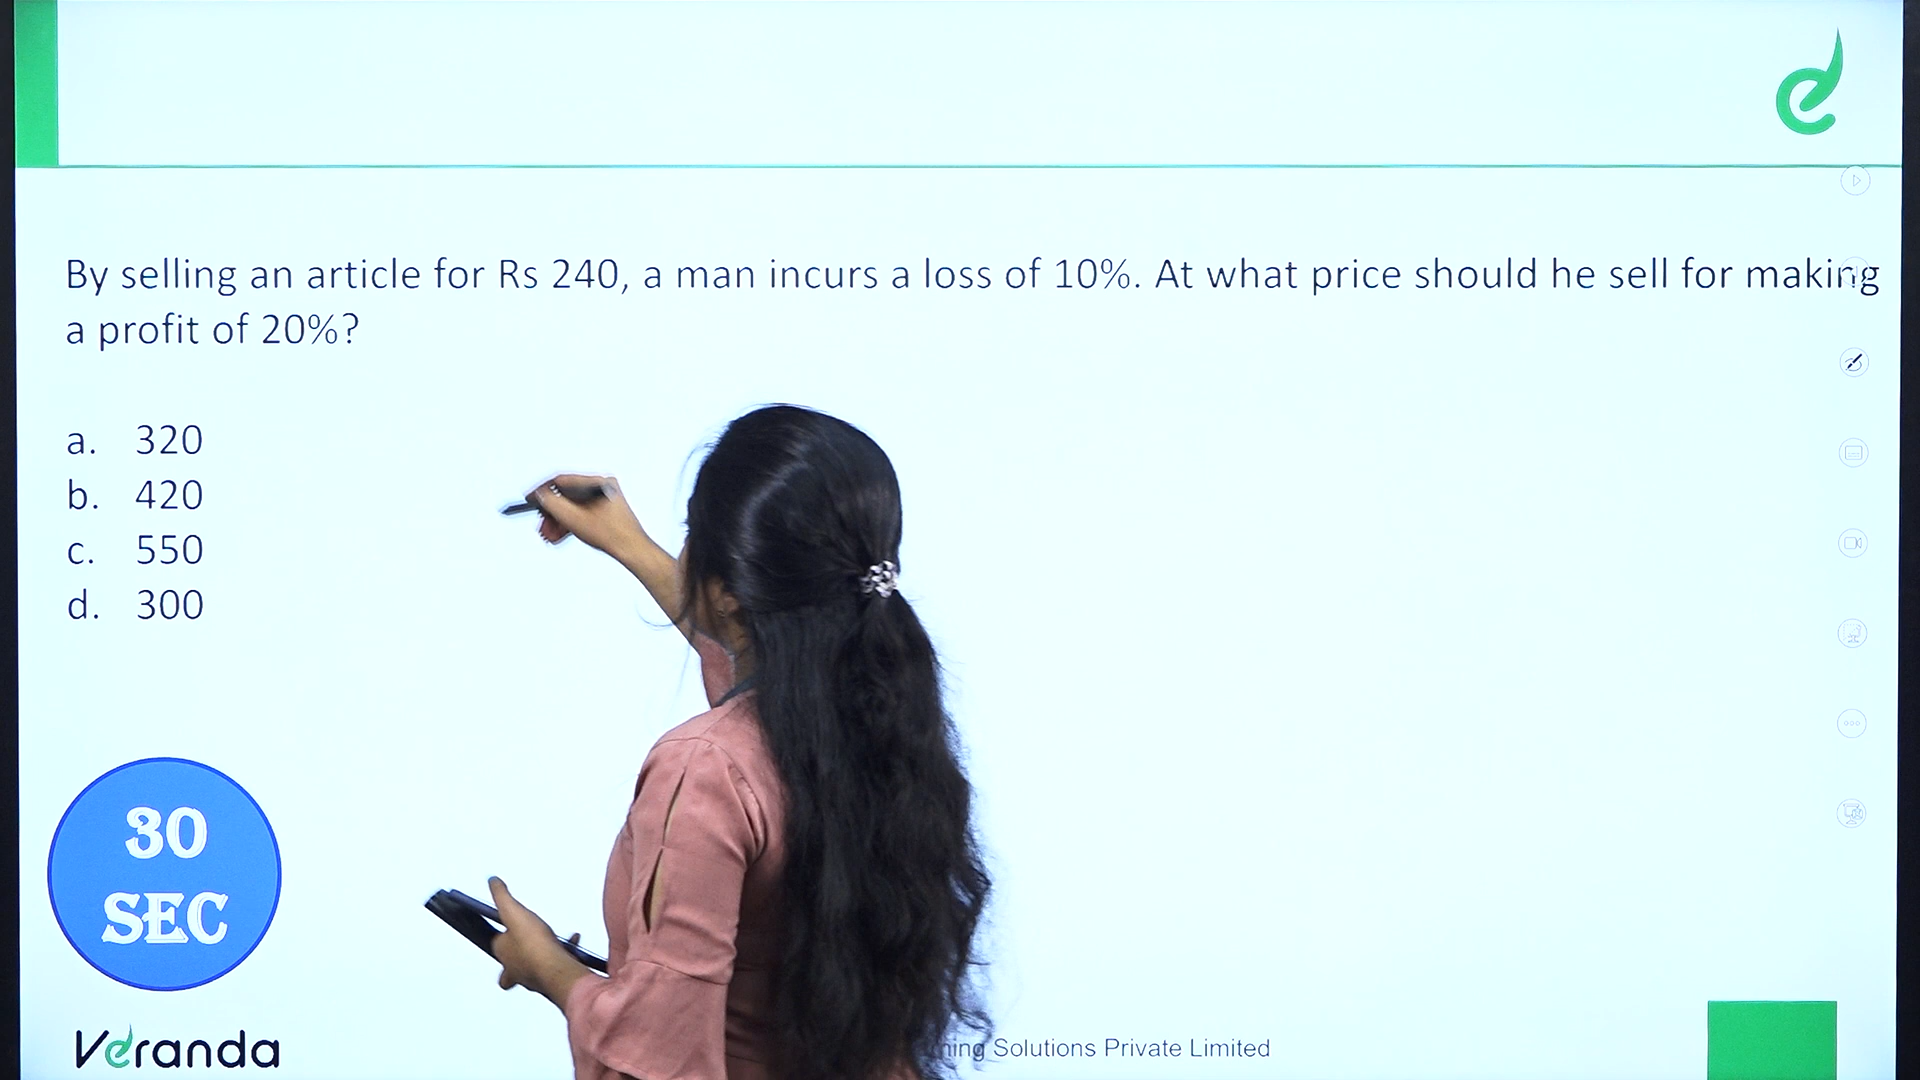 By selling an article for Rs 240, a man incurs a loss of 10%. At what price should he sell for making
a profit of 20%?
a. 320
b. 420
c. 550
d. 300
30
SEC
Veranda
Solutions Private Limited